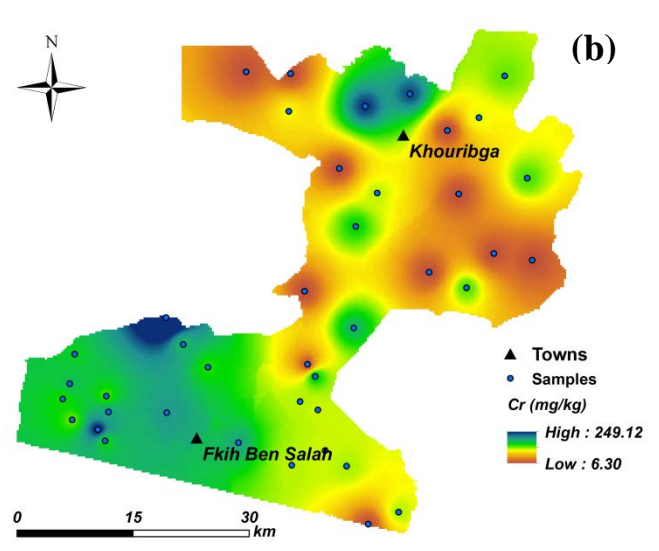 N
(b)
Khouribga
Towns
Samples
Cr (mg/kg)
High : 249.12
Low : 6.30
Fkih Ben Salah
0 15 30
km